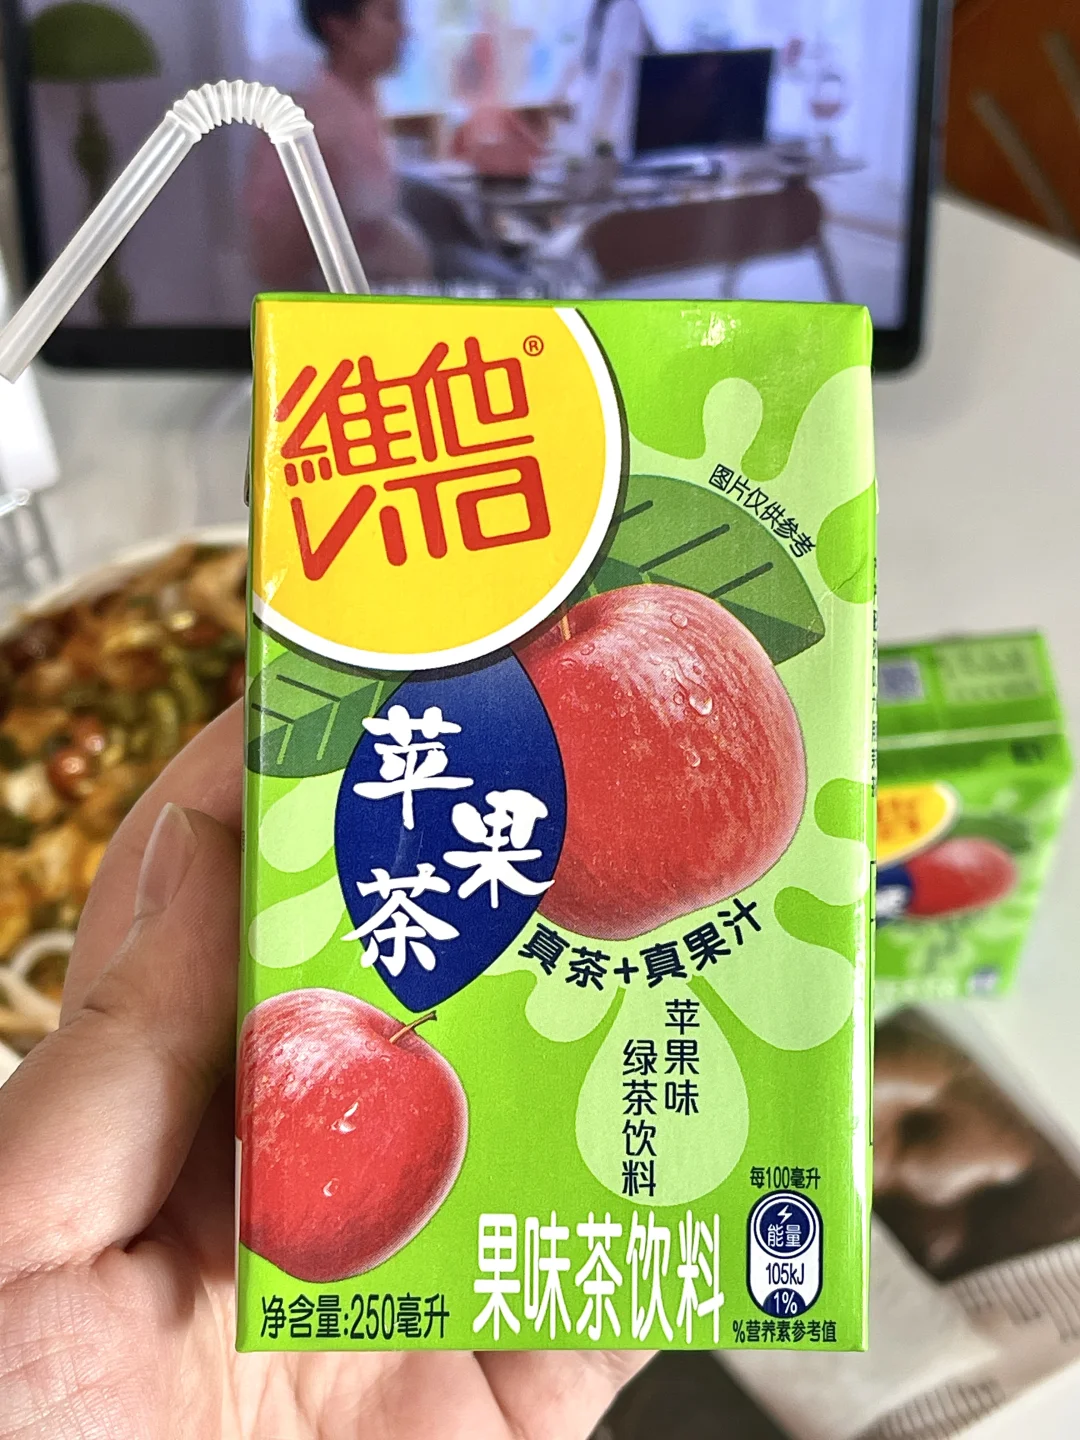 維他®
VITA
图片仅供参考
苹果
茶
真茶+真果汁
苹果味
绿茶饮料
每100毫升
能量
105kJ
1%
%营养素参考值
果味茶饮料
净含量:250毫升